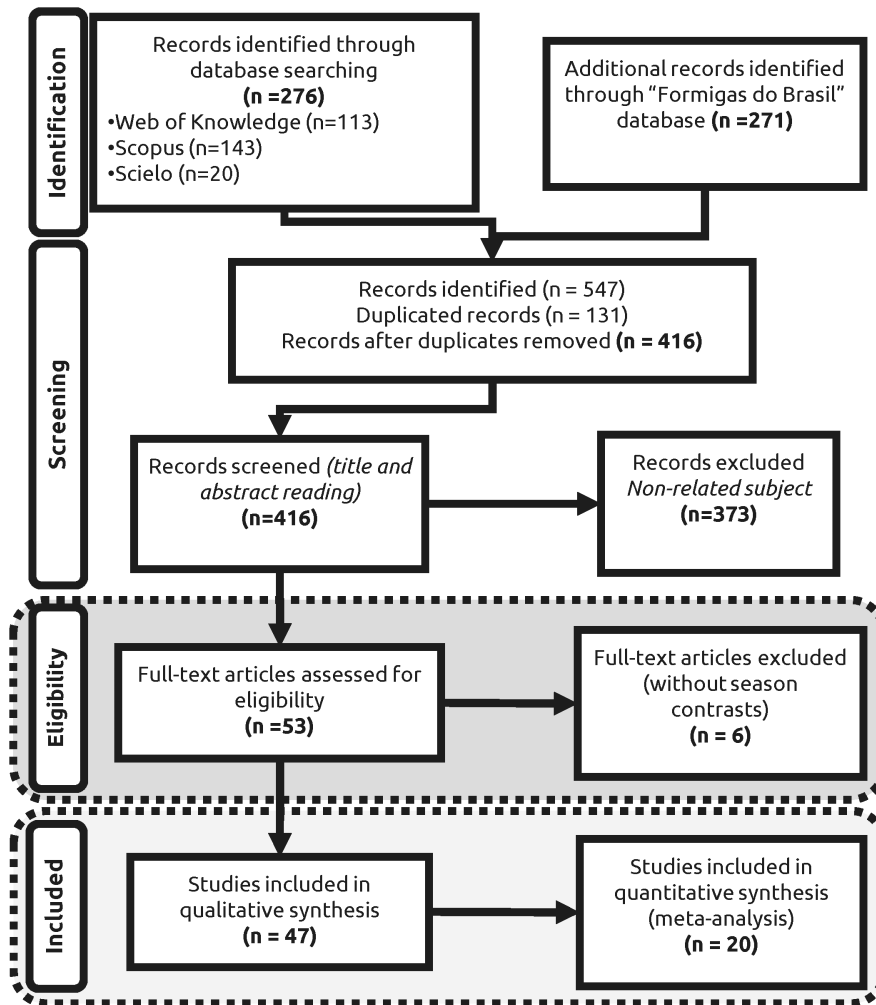 Identification
Records identified through
database searching
(n =276)
•Web of Knowledge (n=113)
•Scopus (n=143)
•Scielo (n=20)
Additional records identified
through “Formigas do Brasil”
database (n =271)
Screening
Records identified (n = 547)
Duplicated records (n = 131)
Records after duplicates removed (n = 416)
Records screened (title and
abstract reading)
(n=416)
Records excluded
Non-related subject
(n=373)
Eligibility
Full-text articles assessed for
eligibility
(n =53)
Full-text articles excluded
(without season
contrasts)
(n = 6)
Included
Studies included in
qualitative synthesis
(n = 47)
Studies included in
quantitative synthesis
(meta-analysis)
(n = 20)